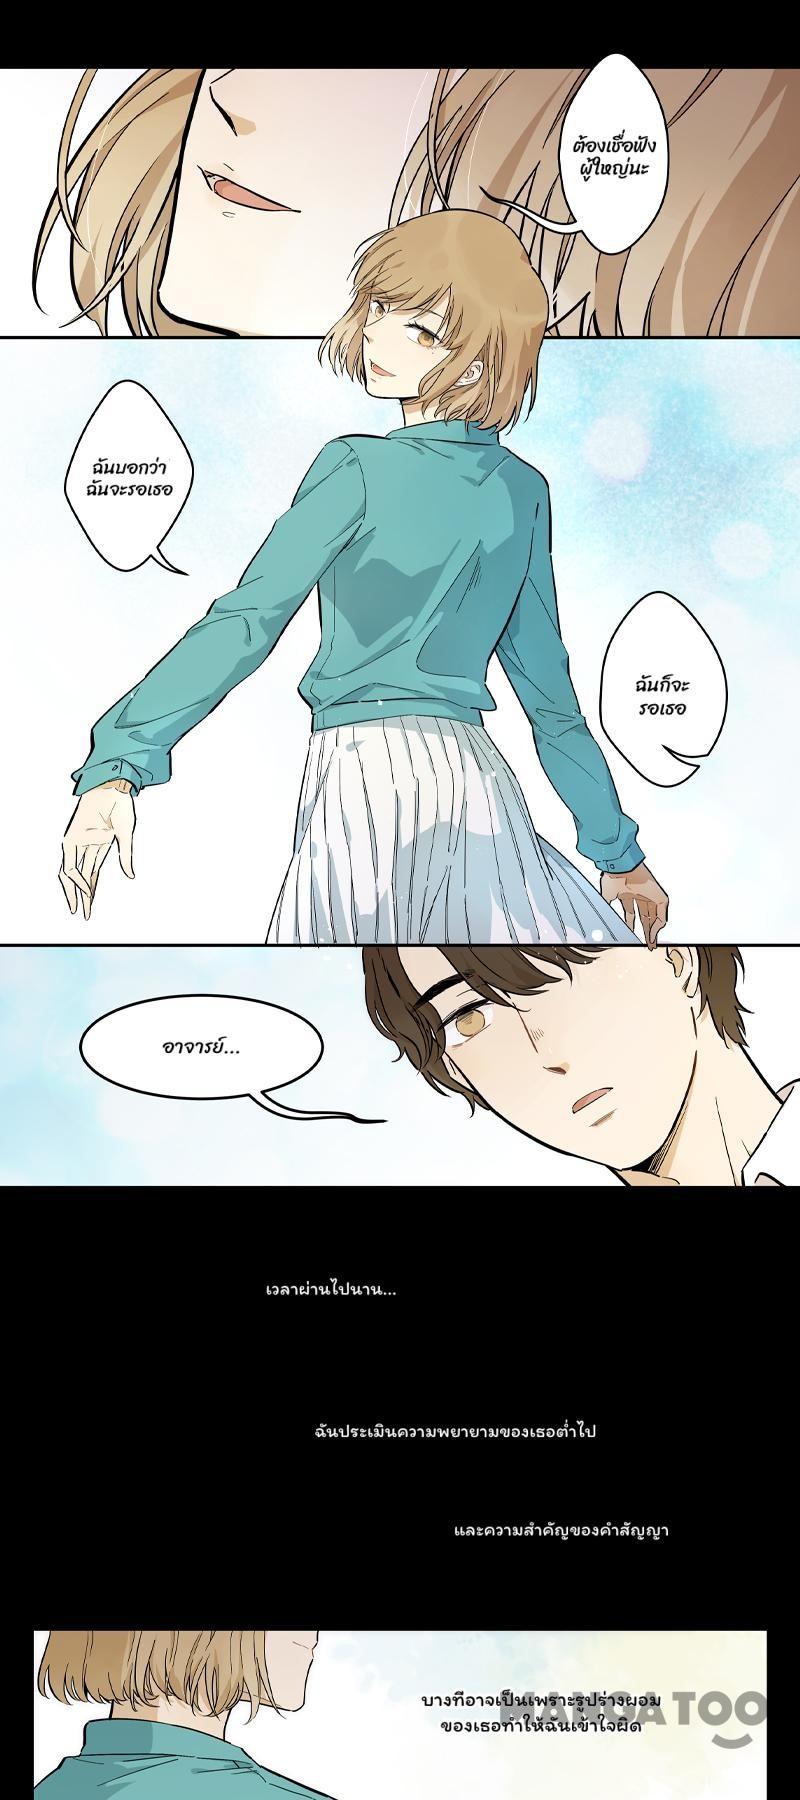 ต้องเชื่อฟัง
ผู้ใหญ่นะ
ฉันบอกว่า
ฉันจะรอเธอ
ฉันก็จะ
รอเธอ
อาจารย์...
เวลาผ่านไปนาน...
ฉันประเมินความพยายามของเธอต่ำไป
และความสำคัญของคำสัญญา
บางทีอาจเป็นเพราะรูปร่างผอม
ของเธอทำให้ฉันเข้าใจผิด
MANGATOON